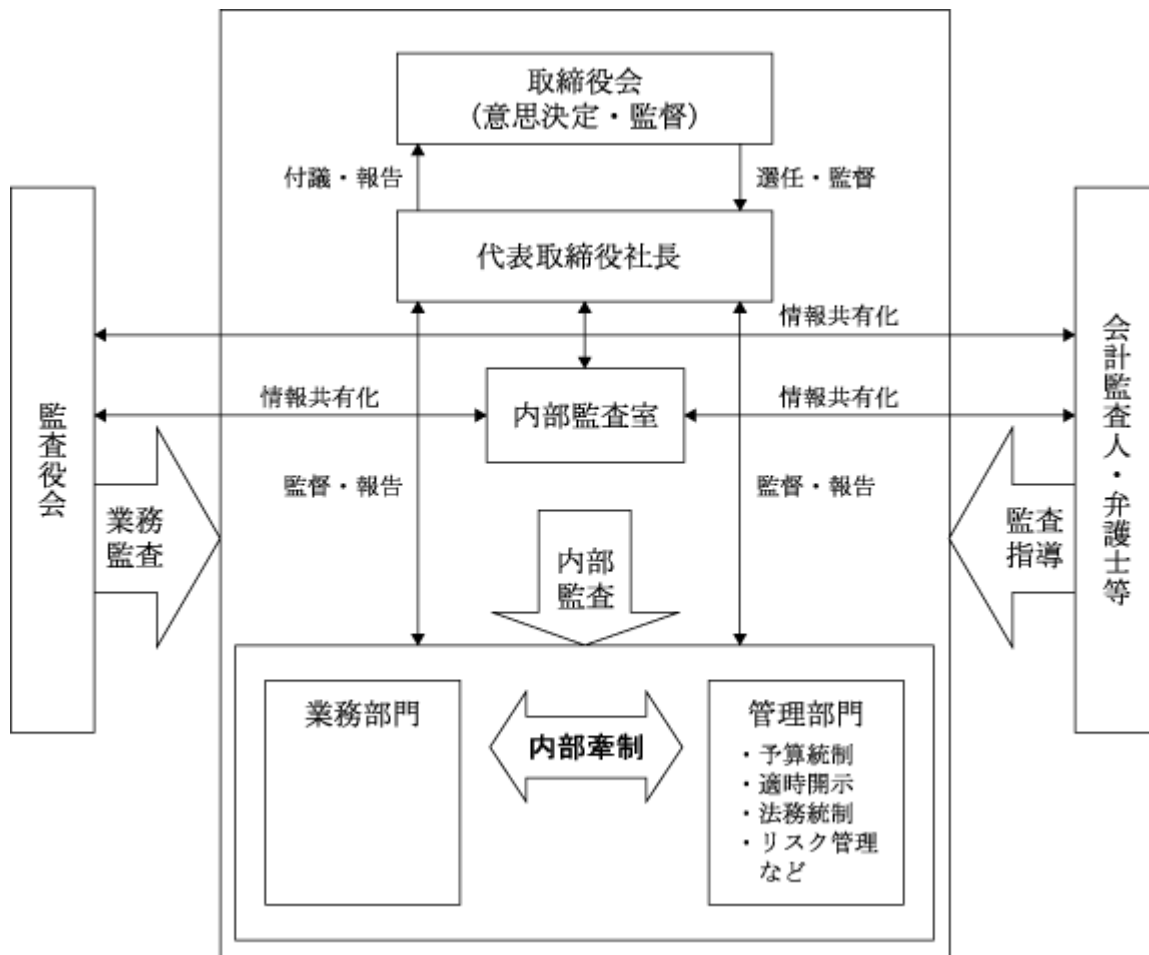 取締役会
(意思決定・監督)
付議・報告
選任・監督
代表取締役社長
情報共有化
監査役会
会計監査人・弁護士等
情報共有化
内部監査室
情報共有化
監督・報告
監督・報告
業務
監査
内部
監査
監査
指導
業務部門
内部牽制
管理部門
・予算統制
・適時開示
・法務統制
・リスク管理
など